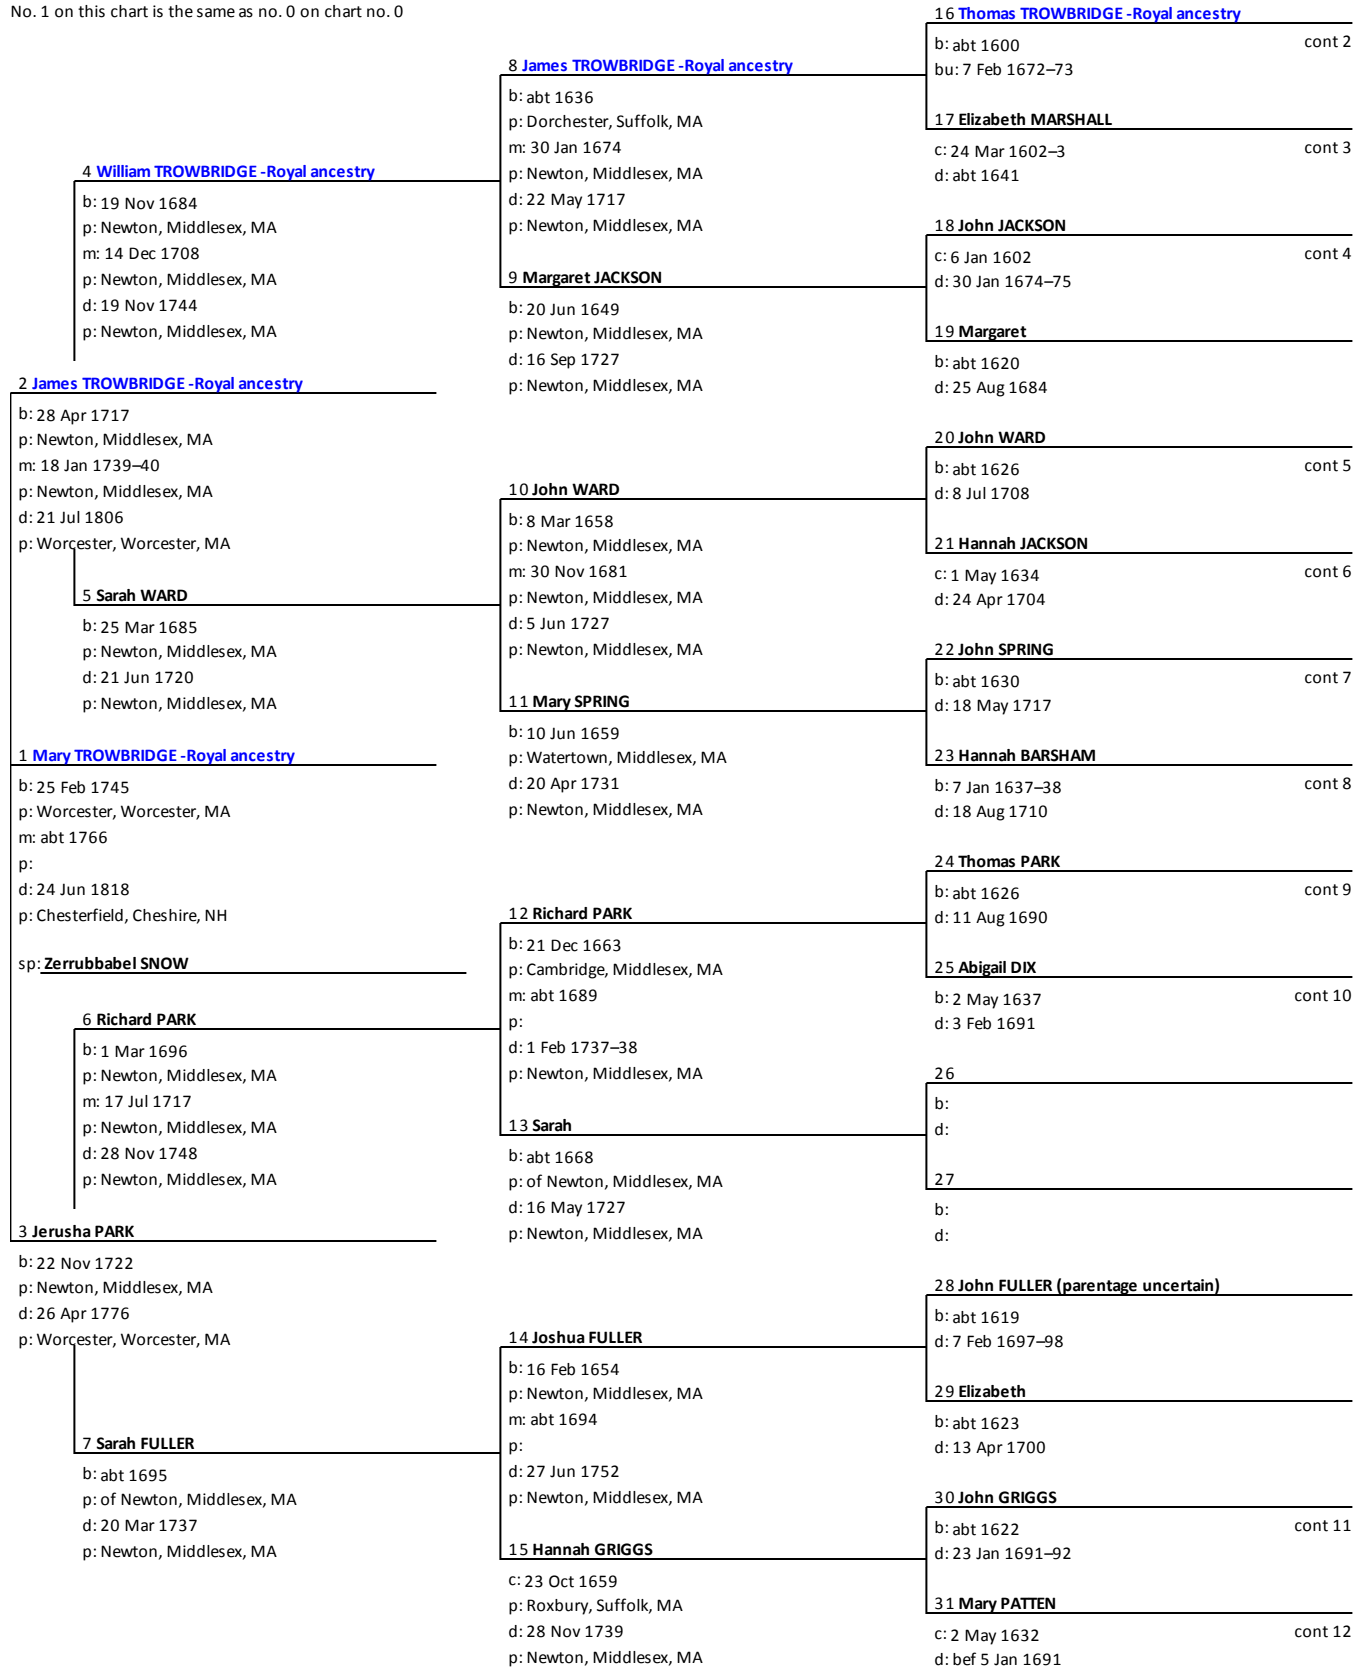 No. 1 on this chart is the same as no. 0 on chart no. 0
16 Thomas TROWBRIDGE -Royal ancestry
b: abt 1600
cont 2
bu: 7 Feb 1672–73
8 James TROWBRIDGE -Royal ancestry
b: abt 1636
p: Dorchester, Suffolk, MA
m: 30 Jan 1674
p: Newton, Middlesex, MA
d: 22 May 1717
p: Newton, Middlesex, MA
17 Elizabeth MARSHALL
c: 24 Mar 1602–3
cont 3
d: abt 1641
4 William TROWBRIDGE -Royal ancestry
b: 19 Nov 1684
p: Newton, Middlesex, MA
m: 14 Dec 1708
p: Newton, Middlesex, MA
d: 19 Nov 1744
p: Newton, Middlesex, MA
18 John JACKSON
c: 6 Jan 1602
cont 4
d: 30 Jan 1674–75
9 Margaret JACKSON
b: 20 Jun 1649
p: Newton, Middlesex, MA
d: 16 Sep 1727
p: Newton, Middlesex, MA
19 Margaret
b: abt 1620
d: 25 Aug 1684
2 James TROWBRIDGE -Royal ancestry
b: 28 Apr 1717
p: Newton, Middlesex, MA
m: 18 Jan 1739–40
p: Newton, Middlesex, MA
d: 21 Jul 1806
p: Worcester, Worcester, MA
20 John WARD
b: abt 1626
cont 5
d: 8 Jul 1708
10 John WARD
b: 8 Mar 1658
p: Newton, Middlesex, MA
m: 30 Nov 1681
p: Newton, Middlesex, MA
d: 5 Jun 1727
p: Newton, Middlesex, MA
21 Hannah JACKSON
c: 1 May 1634
cont 6
d: 24 Apr 1704
5 Sarah WARD
b: 25 Mar 1685
p: Newton, Middlesex, MA
d: 21 Jun 1720
p: Newton, Middlesex, MA
22 John SPRING
b: abt 1630
cont 7
d: 18 May 1717
11 Mary SPRING
b: 10 Jun 1659
p: Watertown, Middlesex, MA
d: 20 Apr 1731
p: Newton, Middlesex, MA
23 Hannah BARSHAM
b: 7 Jan 1637–38
cont 8
d: 18 Aug 1710
1 Mary TROWBRIDGE -Royal ancestry
b: 25 Feb 1745
p: Worcester, Worcester, MA
m: abt 1766
p:
d: 24 Jun 1818
p: Chesterfield, Cheshire, NH
sp: Zerrubbabel SNOW
24 Thomas PARK
b: abt 1626
cont 9
d: 11 Aug 1690
12 Richard PARK
b: 21 Dec 1663
p: Cambridge, Middlesex, MA
m: abt 1689
p:
d: 1 Feb 1737–38
p: Newton, Middlesex, MA
25 Abigail DIX
b: 2 May 1637
cont 10
d: 3 Feb 1691
6 Richard PARK
b: 1 Mar 1696
p: Newton, Middlesex, MA
m: 17 Jul 1717
p: Newton, Middlesex, MA
d: 28 Nov 1748
p: Newton, Middlesex, MA
26
b:
d:
13 Sarah
b: abt 1668
p: of Newton, Middlesex, MA
d: 16 May 1727
p: Newton, Middlesex, MA
27
b:
d:
3 Jerusha PARK
b: 22 Nov 1722
p: Newton, Middlesex, MA
d: 26 Apr 1776
p: Worcester, Worcester, MA
28 John FULLER (parentage uncertain)
b: abt 1619
d: 7 Feb 1697–98
14 Joshua FULLER
b: 16 Feb 1654
p: Newton, Middlesex, MA
m: abt 1694
p:
d: 27 Jun 1752
p: Newton, Middlesex, MA
29 Elizabeth
b: abt 1623
d: 13 Apr 1700
7 Sarah FULLER
b: abt 1695
p: of Newton, Middlesex, MA
d: 20 Mar 1737
p: Newton, Middlesex, MA
30 John GRIGGS
b: abt 1622
cont 11
d: 23 Jan 1691–92
15 Hannah GRIGGS
c: 23 Oct 1659
p: Roxbury, Suffolk, MA
d: 28 Nov 1739
p: Newton, Middlesex, MA
31 Mary PATTEN
c: 2 May 1632
cont 12
d: bef 5 Jan 1691